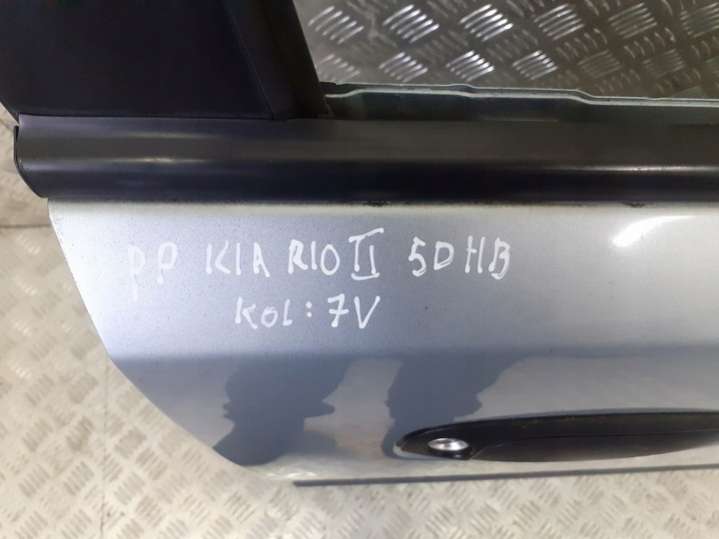 PP KIA RIO II 5D HB
KOL: 7V